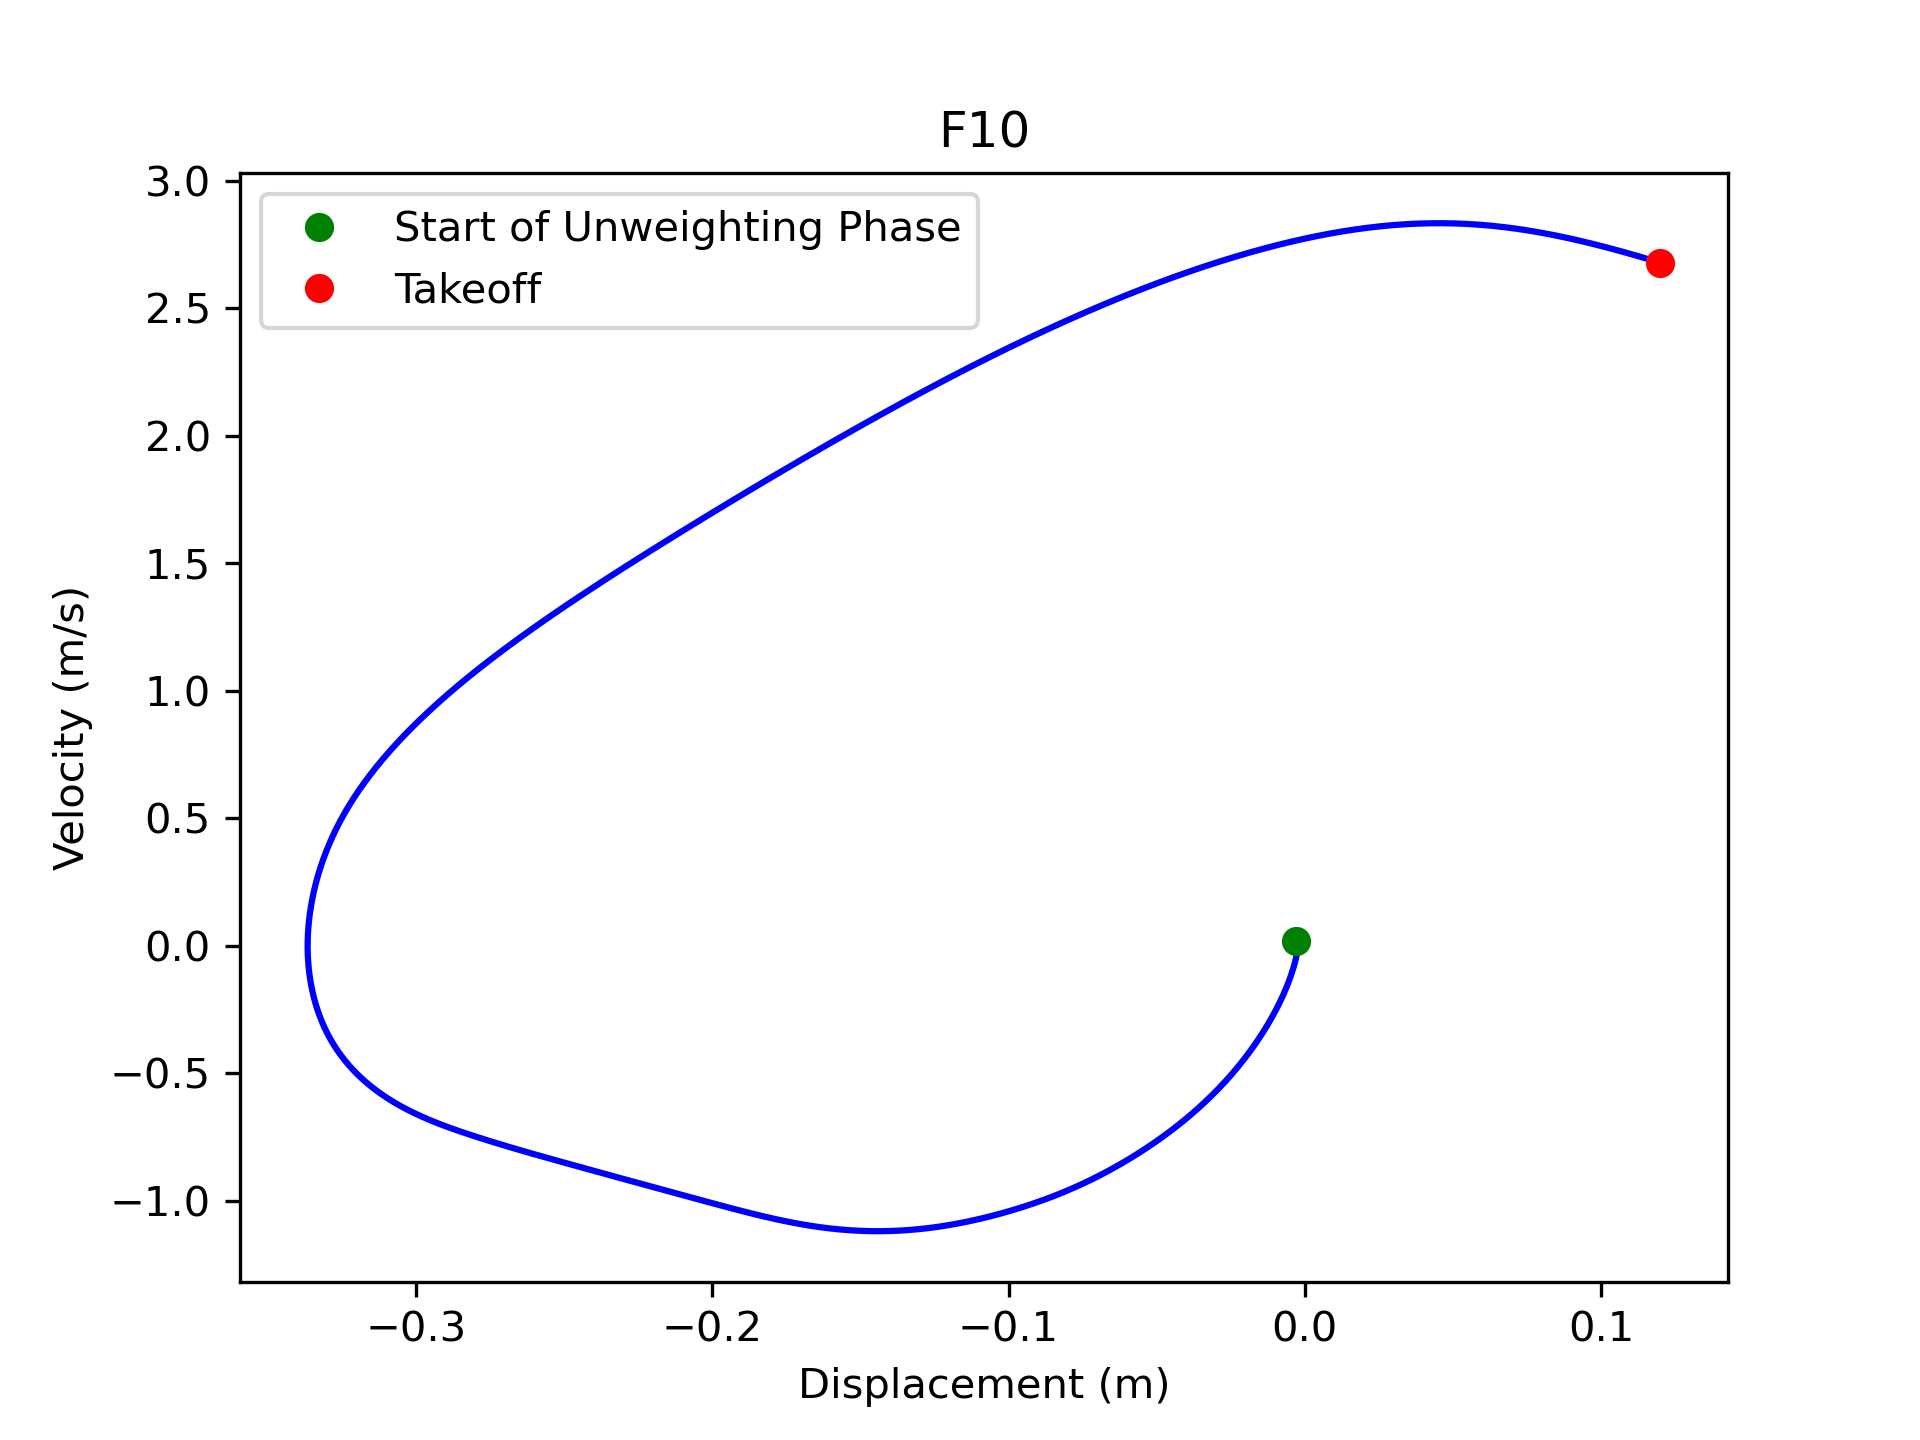 F10
3.0
2.5
2.0
1.5
1.0
0.5
0.0
−0.5
−1.0
Velocity (m/s)
Start of Unweighting Phase
Takeoff
−0.3 −0.2 −0.1 0.0 0.1
Displacement (m)